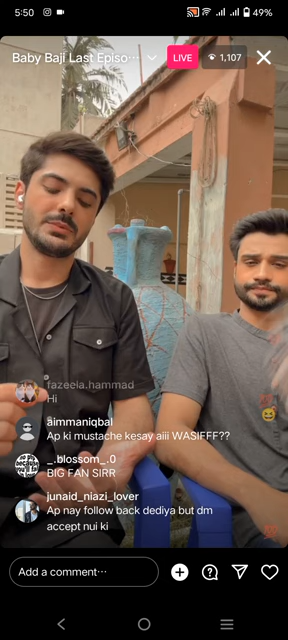 5:50
49%
Baby Baji Last Episo...
LIVE
1,107
fazeela.hammad
Hi
aimmaniqbal
Ap ki mustache kesay aiii WASIFFF??
_.blossom_.0
BIG FAN SIRR
junaid_niazi_lover
Ap nay follow back dediya but dm
accept nui ki
Add a comment...